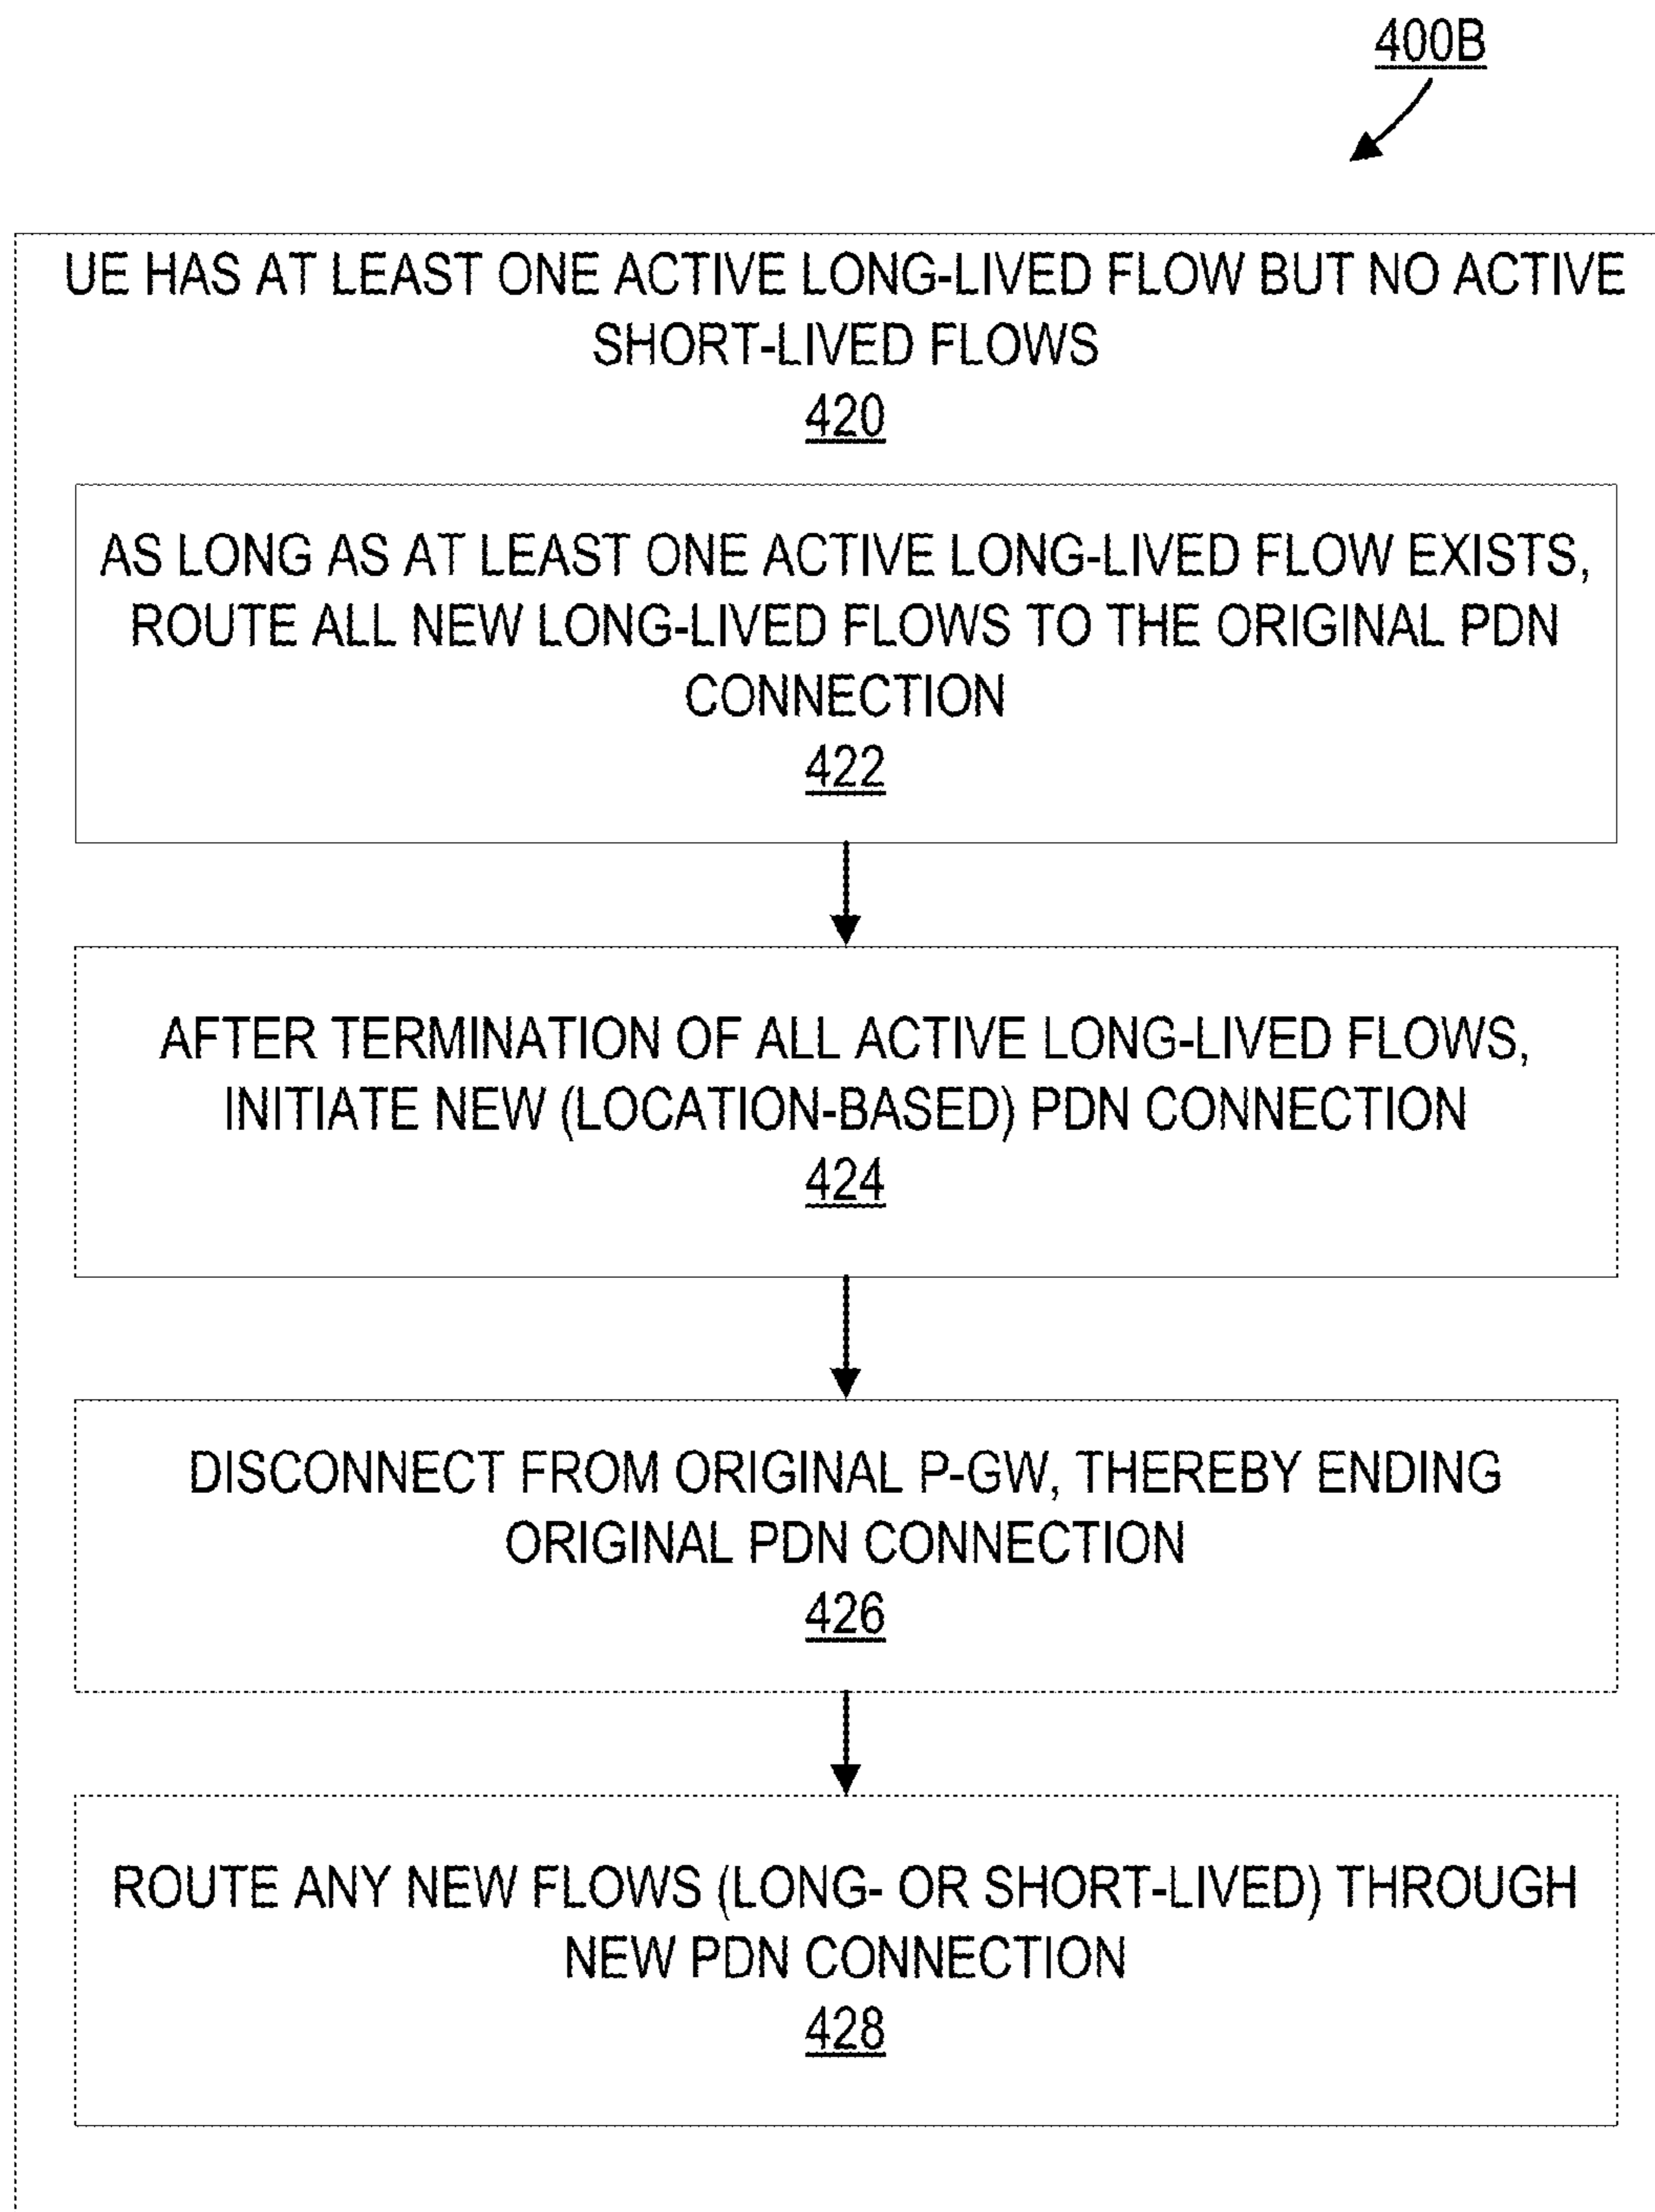 400B
UE HAS AT LEAST ONE ACTIVE LONG-LIVED FLOW BUT NO ACTIVE
SHORT-LIVED FLOWS
420
AS LONG AS AT LEAST ONE ACTIVE LONG-LIVED FLOW EXISTS,
ROUTE ALL NEW LONG-LIVED FLOWS TO THE ORIGINAL PDN
CONNECTION
422
AFTER TERMINATION OF ALL ACTIVE LONG-LIVED FLOWS,
INITIATE NEW (LOCATION-BASED) PDN CONNECTION
424
DISCONNECT FROM ORIGINAL P-GW, THEREBY ENDING
ORIGINAL PDN CONNECTION
426
ROUTE ANY NEW FLOWS (LONG- OR SHORT-LIVED) THROUGH
NEW PDN CONNECTION
428